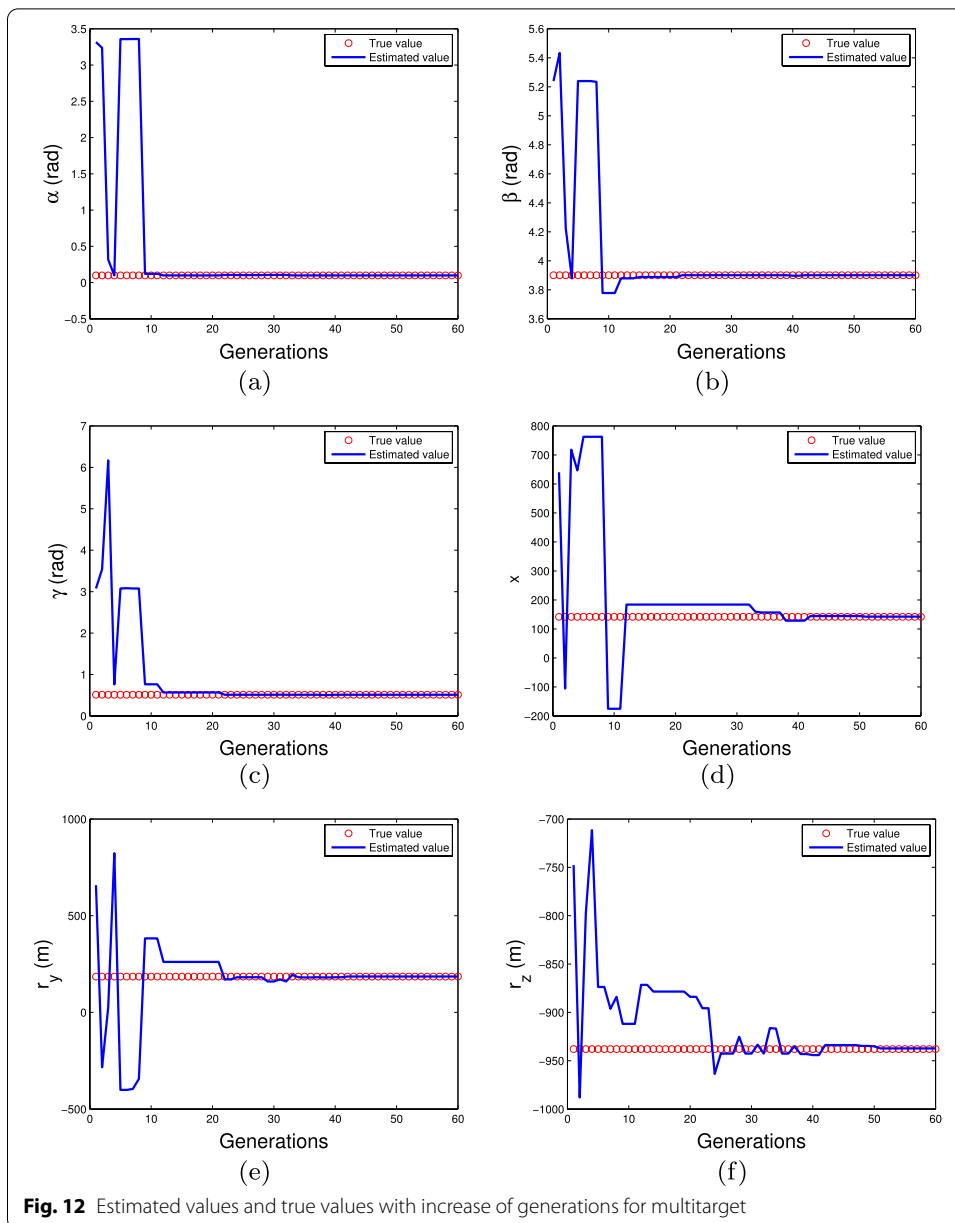 3.5
3
2.5
2
1.5
1
0.5
0
−0.5
α (rad)
True value
Estimated value
0 10 20 30 40 50 60
Generations
(a)
5.6
5.4
5.2
5
4.8
4.6
4.4
4.2
4
3.8
3.6
β (rad)
True value
Estimated value
0 10 20 30 40 50 60
Generations
(b)
7
6
5
4
3
2
1
0
γ (rad)
True value
Estimated value
0 10 20 30 40 50 60
Generations
(c)
800
700
600
500
400
300
200
100
0
−100
−200
x
True value
Estimated value
0 10 20 30 40 50 60
Generations
(d)
1000
500
0
−500
r_y (m)
True value
Estimated value
0 10 20 30 40 50 60
Generations
(e)
−700
−750
−800
−850
−900
−950
−1000
r_z (m)
True value
Estimated value
0 10 20 30 40 50 60
Generations
(f)
Fig. 12 Estimated values and true values with increase of generations for multitarget